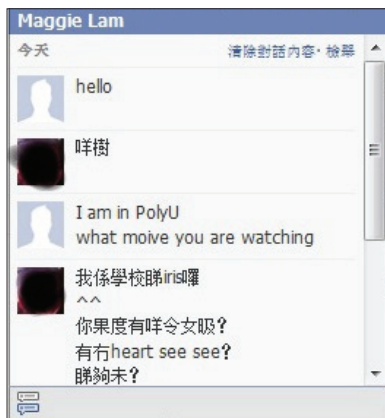 Maggie Lam
今天 清除對話內容 · 檢舉
hello
咩樹
I am in PolyU
what moive you are watching
我係學校睇iris囉
^^
你果度有咩令女吸?
有冇heart see see?
睇夠未?